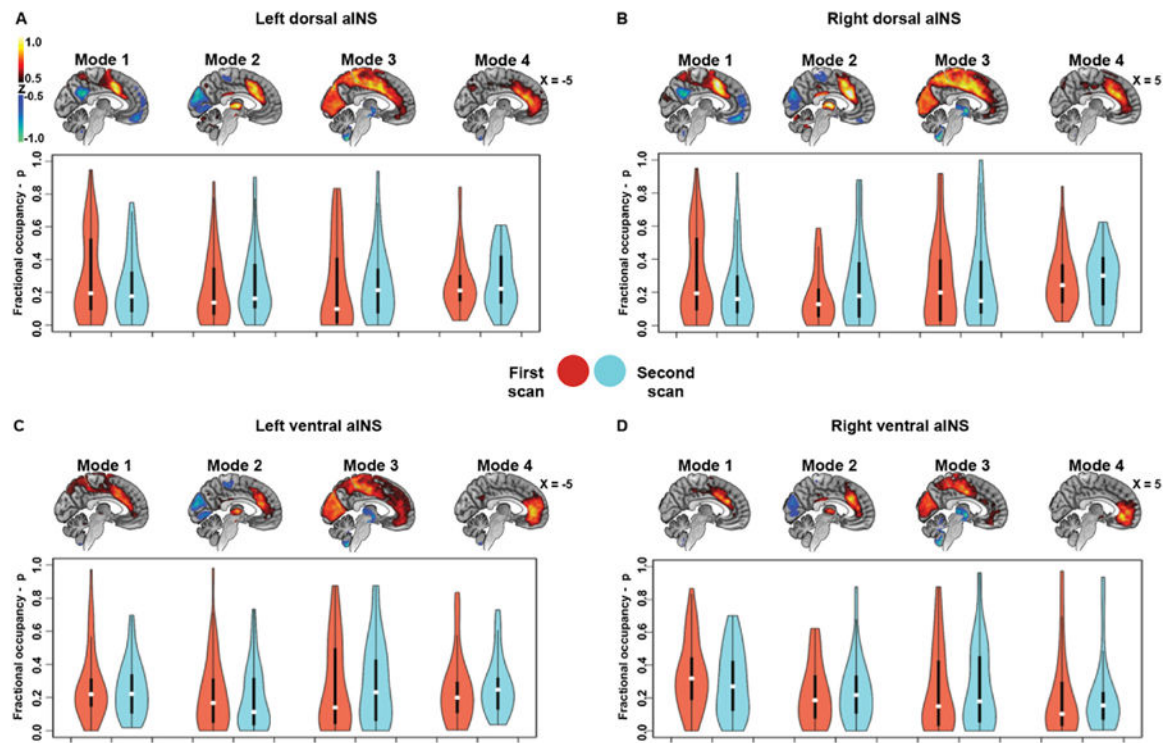 A
Left dorsal aINS
Mode 1 Mode 2 Mode 3 Mode 4
X = -5
1.0
0.5
Z
-0.5
-1.0
Fractional occupancy - p
1.0
0.8
0.6
0.4
0.2
0.0
B
Right dorsal aINS
Mode 1 Mode 2 Mode 3 Mode 4
X = 5
Fractional occupancy - p
1.0
0.8
0.6
0.4
0.2
0.0
First scan
Second scan
C
Left ventral aINS
Mode 1 Mode 2 Mode 3 Mode 4
X = -5
Fractional occupancy - p
1.0
0.8
0.6
0.4
0.2
0.0
D
Right ventral aINS
Mode 1 Mode 2 Mode 3 Mode 4
X = 5
Fractional occupancy - p
1.0
0.8
0.6
0.4
0.2
0.0